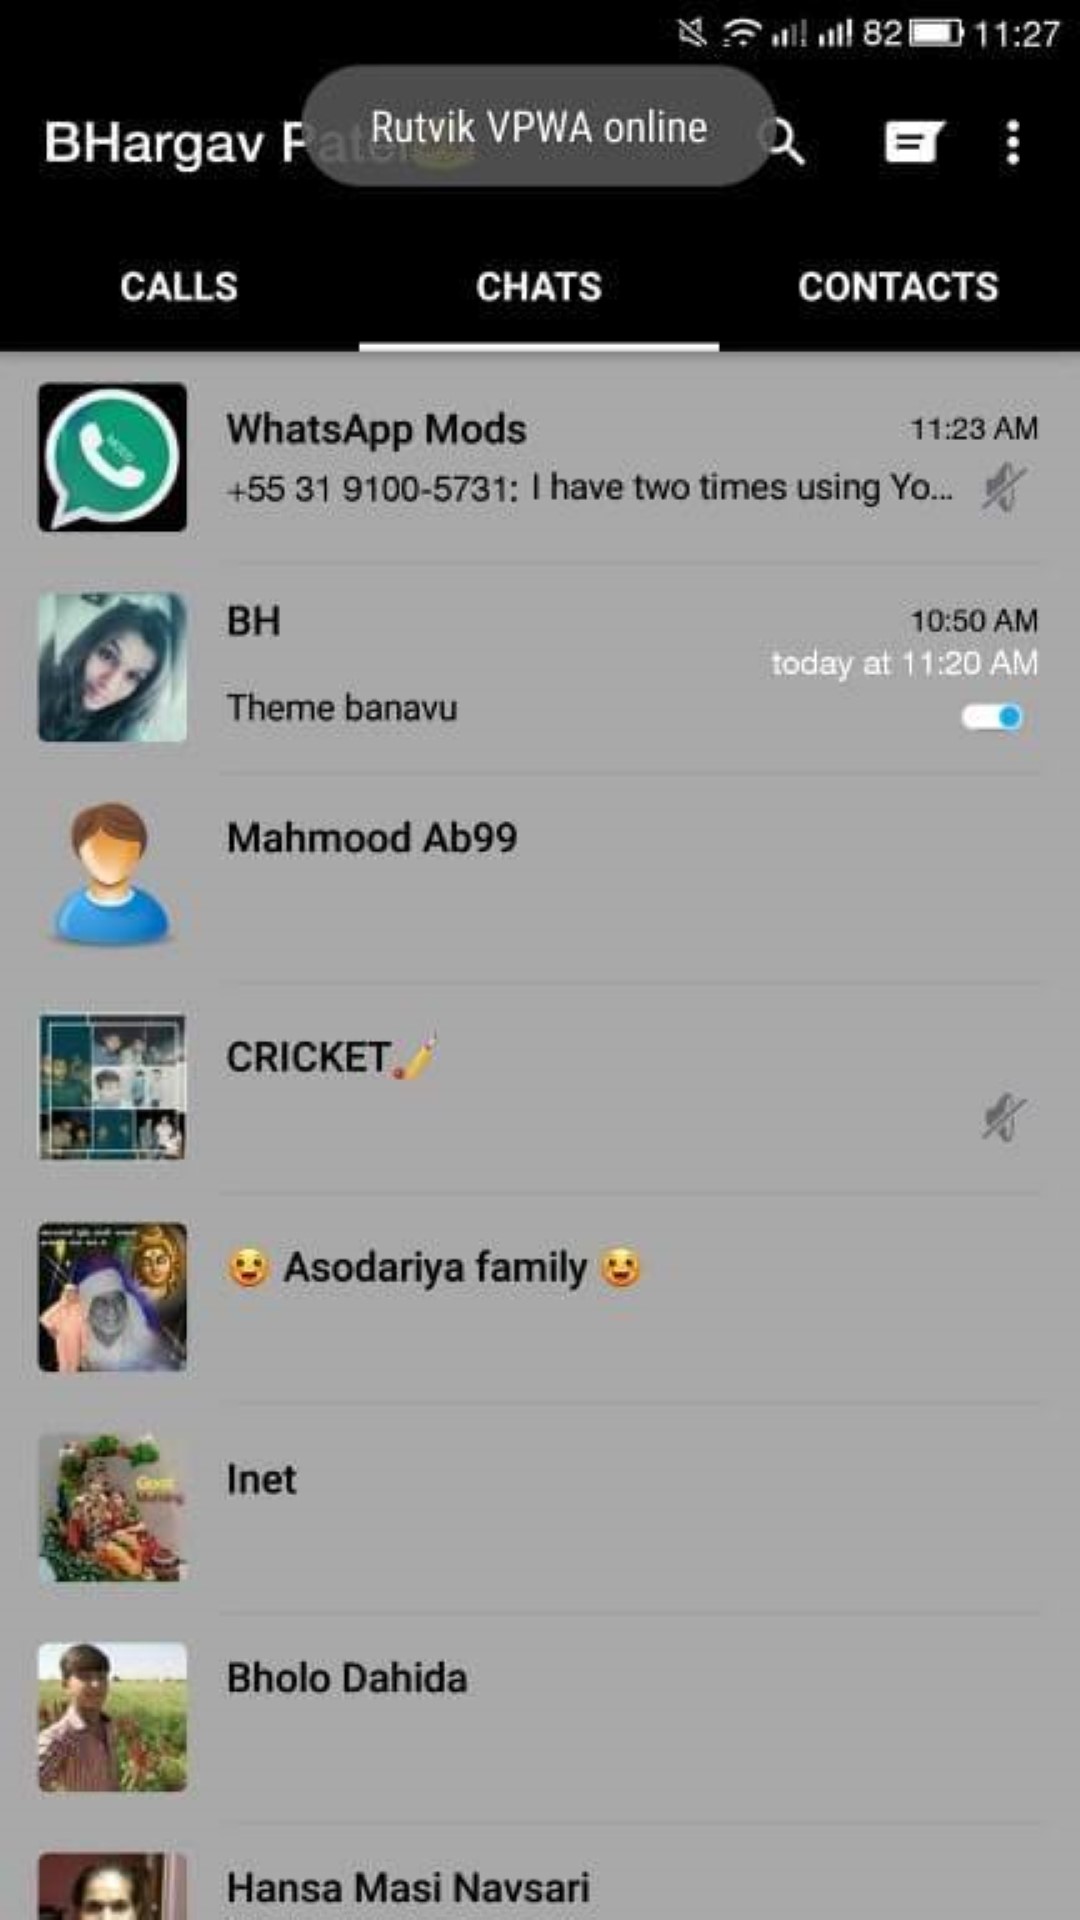 82 11:27
BHargav Patel
Rutvik VPWA online
CALLS
CHATS
CONTACTS
WhatsApp Mods
11:23 AM
+55 31 9100-5731: I have two times using Yo...
BH
10:50 AM
today at 11:20 AM
Theme banavu
Mahmood Ab99
CRICKET🏏
😃 Asodariya family 😃
Inet
Good
Morning
Bholo Dahida
Hansa Masi Navsari